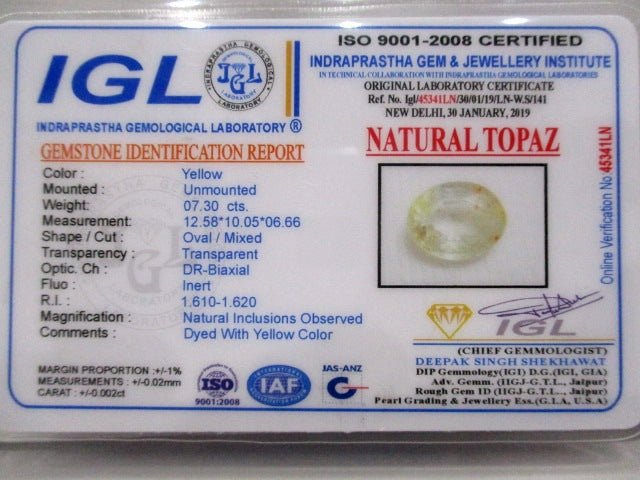 IGL
INDRAPRASTHA GEMOLOGICAL LABORATORY
LABORATORY
INDRAPRASTHA GEMOLOGICAL LABORATORY ®
GEMSTONE IDENTIFICATION REPORT
Color : Yellow
Mounted : Unmounted
Weight: 07.30 cts.
Measurement: 12.58*10.05*06.66
Shape / Cut : Oval / Mixed
Transparency : Transparent
Optic. Ch : DR-Biaxial
Fluo : Inert
R.I. : 1.610-1.620
Magnification : Natural Inclusions Observed
Comments : Dyed With Yellow Color
MARGIN PROPORTION :+/-1%
MEASUREMENTS : +/-0.02mm
CARAT : +/-0.002ct
ISO
9001:2008
IAF
JAS-ANZ
ISO 9001-2008 CERTIFIED
INDRAPRASTHA GEM & JEWELLERY INSTITUTE
IN TECHNICAL COLLABORATION WITH INDRAPRASTHA GEMOLOGICAL LABORATORIES
ORIGINAL LABORATORY CERTIFICATE
Ref. No. Igl/45341LN/30/01/19/LN-W.S/141
NEW DELHI, 30 JANUARY, 2019
NATURAL TOPAZ
Online Verification No:45341LN
IGL
(CHIEF GEMMOLOGIST)
DEEPAK SINGH SHEKHAWAT
DIP Gemmology(IGI) D.G.(IGI, GIA)
Adv. Gemm. (IIGJ-G.T.L., Jaipur)
Rough Gem ID (IIGJ-G.T.L., Jaipur)
Pearl Grading & Jewellery Ess.(G.I.A, U.S.A)